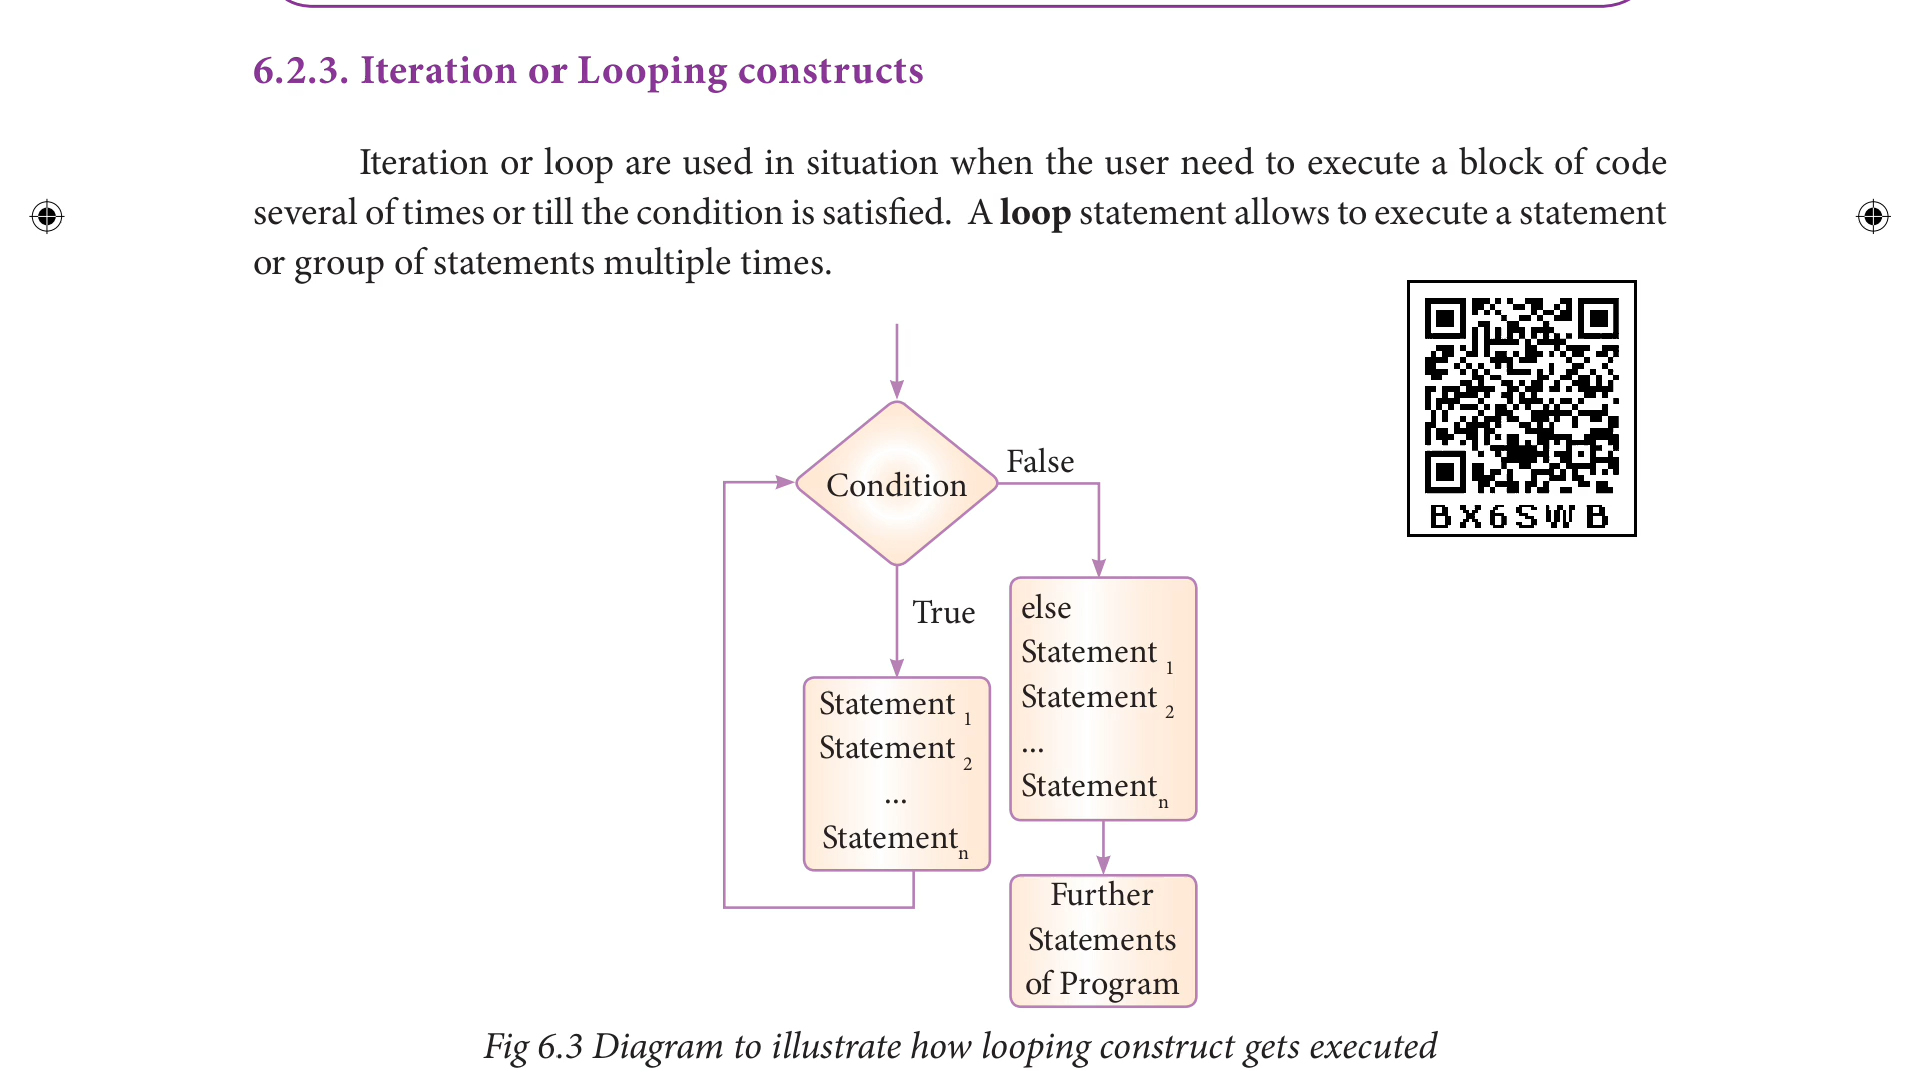 6.2.3. Iteration or Looping constructs
Iteration or loop are used in situation when the user need to execute a block of code
several of times or till the condition is satisfied. A loop statement allows to execute a statement
or group of statements multiple times.
BX6SWB
Condition
False
True
Statement 1
Statement 2
...
Statementn
else
Statement 1
Statement 2
...
Statementn
Further
Statements
of Program
Fig 6.3 Diagram to illustrate how looping construct gets executed